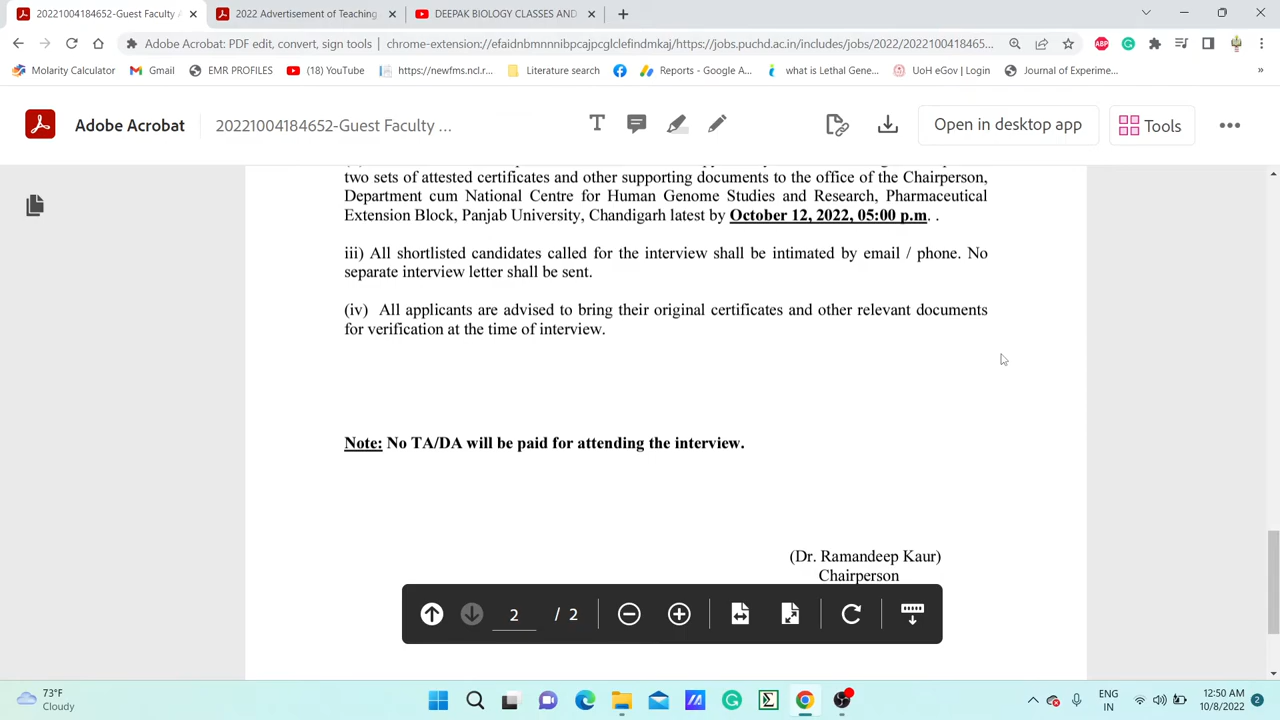 20221004184652-Guest Faculty
2022 Advertisement of Teaching
DEEPAK BIOLOGY CLASSES AND
Adobe Acrobat: PDF edit, convert, sign tools | chrome-extension://efaidnbmnnnibpcajpcglclefindmkaj/https://jobs.puchd.ac.in/includes/jobs/2022/2022100418465...
ABP
Molarity Calculator
Gmail
EMR PROFILES
(18) YouTube
https://newfms.ncl.r...
Literature search
Reports - Google A...
what is Lethal Gene...
UoH eGov | Login
Journal of Experime...
»
Adobe Acrobat
20221004184652-Guest Faculty ...
Open in desktop app
Tools
two sets of attested certificates and other supporting documents to the office of the Chairperson,
Department cum National Centre for Human Genome Studies and Research, Pharmaceutical
Extension Block, Panjab University, Chandigarh latest by October 12, 2022, 05:00 p.m. .
iii) All shortlisted candidates called for the interview shall be intimated by email / phone. No
separate interview letter shall be sent.
(iv) All applicants are advised to bring their original certificates and other relevant documents
for verification at the time of interview.
Note: No TA/DA will be paid for attending the interview.
(Dr. Ramandeep Kaur)
Chairperson
2 / 2
73°F
Cloudy
ENG
IN
12:50 AM
10/8/2022